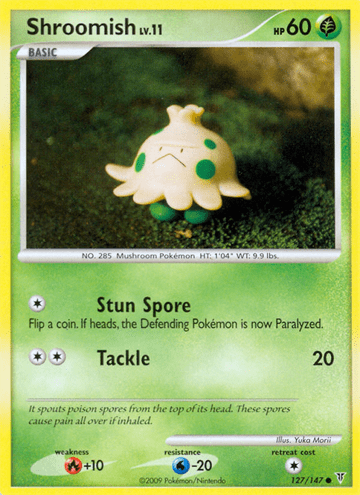 Shroomish LV.11
HP 60
BASIC
NO. 285 Mushroom Pokémon HT: 1'04" WT: 9.9 lbs.
Stun Spore
Flip a coin. If heads, the Defending Pokémon is now Paralyzed.
Tackle 20
It spouts poison spores from the top of its head. These spores
cause pain all over if inhaled.
Illus. Yuka Morii
weakness resistance retreat cost
+10 -20
©2009 Pokémon/Nintendo
127/147